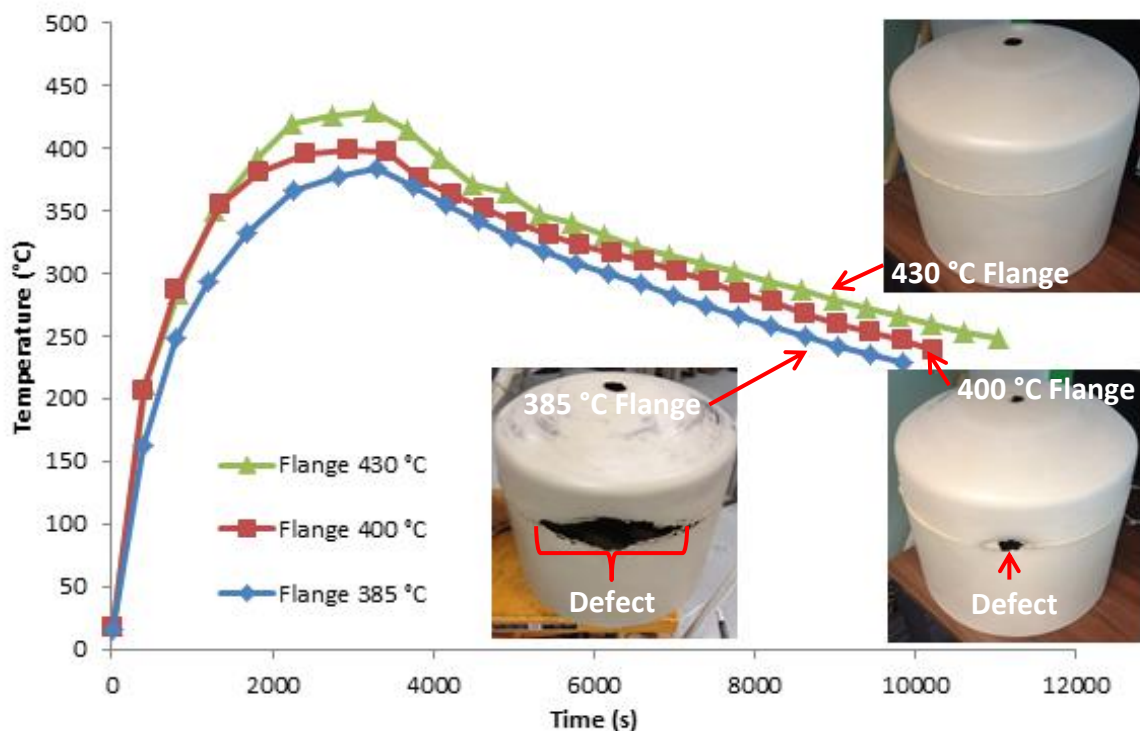 500
450
400
350
300
250
200
150
100
50
0
Temperature (°C)
0
2000
4000
6000
8000
10000
12000
Time (s)
Flange 430 °C
Flange 400 °C
Flange 385 °C
430 °C Flange
385 °C Flange
400 °C Flange
Defect
Defect